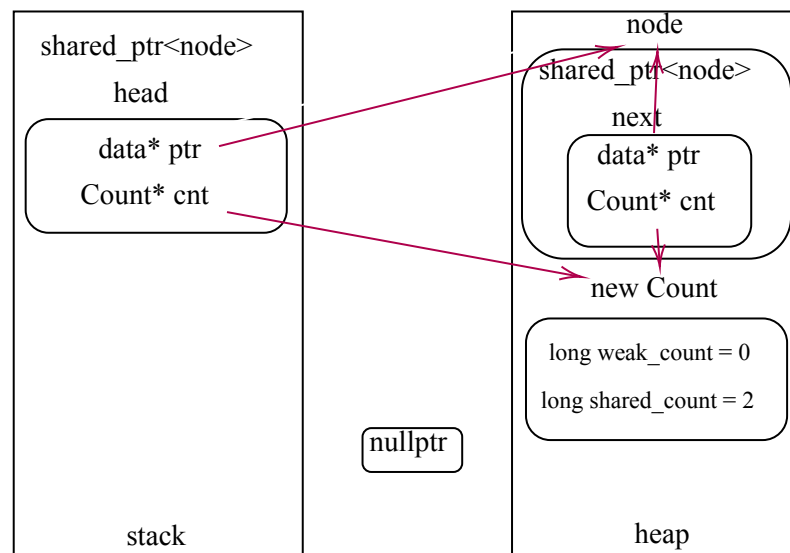 shared_ptr<node>
head
data* ptr
Count* cnt
stack
nullptr
node
shared_ptr<node>
next
data* ptr
Count* cnt
new Count
long weak_count = 0
long shared_count = 2
heap